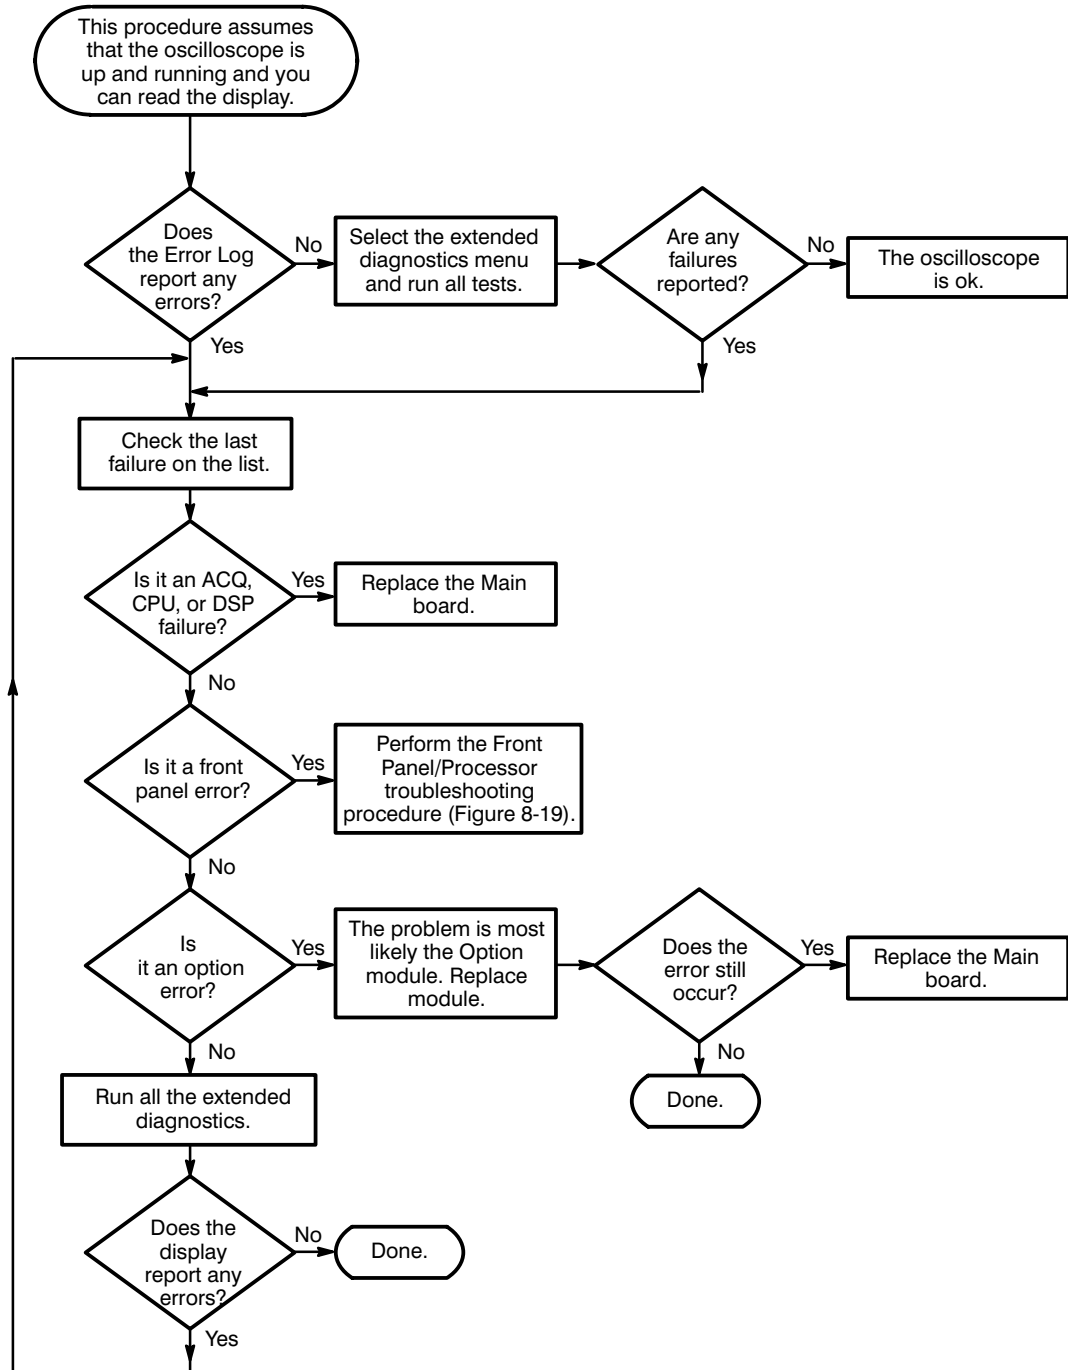 This procedure assumes
that the oscilloscope is
up and running and you
can read the display.
Does
the Error Log
report any
errors?
No
Select the extended
diagnostics menu
and run all tests.
Are any
failures
reported?
No
The oscilloscope
is ok.
Yes
Yes
Check the last
failure on the list.
Is it an ACQ,
CPU, or DSP
failure?
Yes
Replace the Main
board.
No
Is it a front
panel error?
Yes
Perform the Front
Panel/Processor
troubleshooting
procedure (Figure 8-19).
No
Is
it an option
error?
Yes
The problem is most
likely the Option
module. Replace
module.
Does the
error still
occur?
Yes
Replace the Main
board.
No
No
Done.
Run all the extended
diagnostics.
Does the
display
report any
errors?
No
Done.
Yes